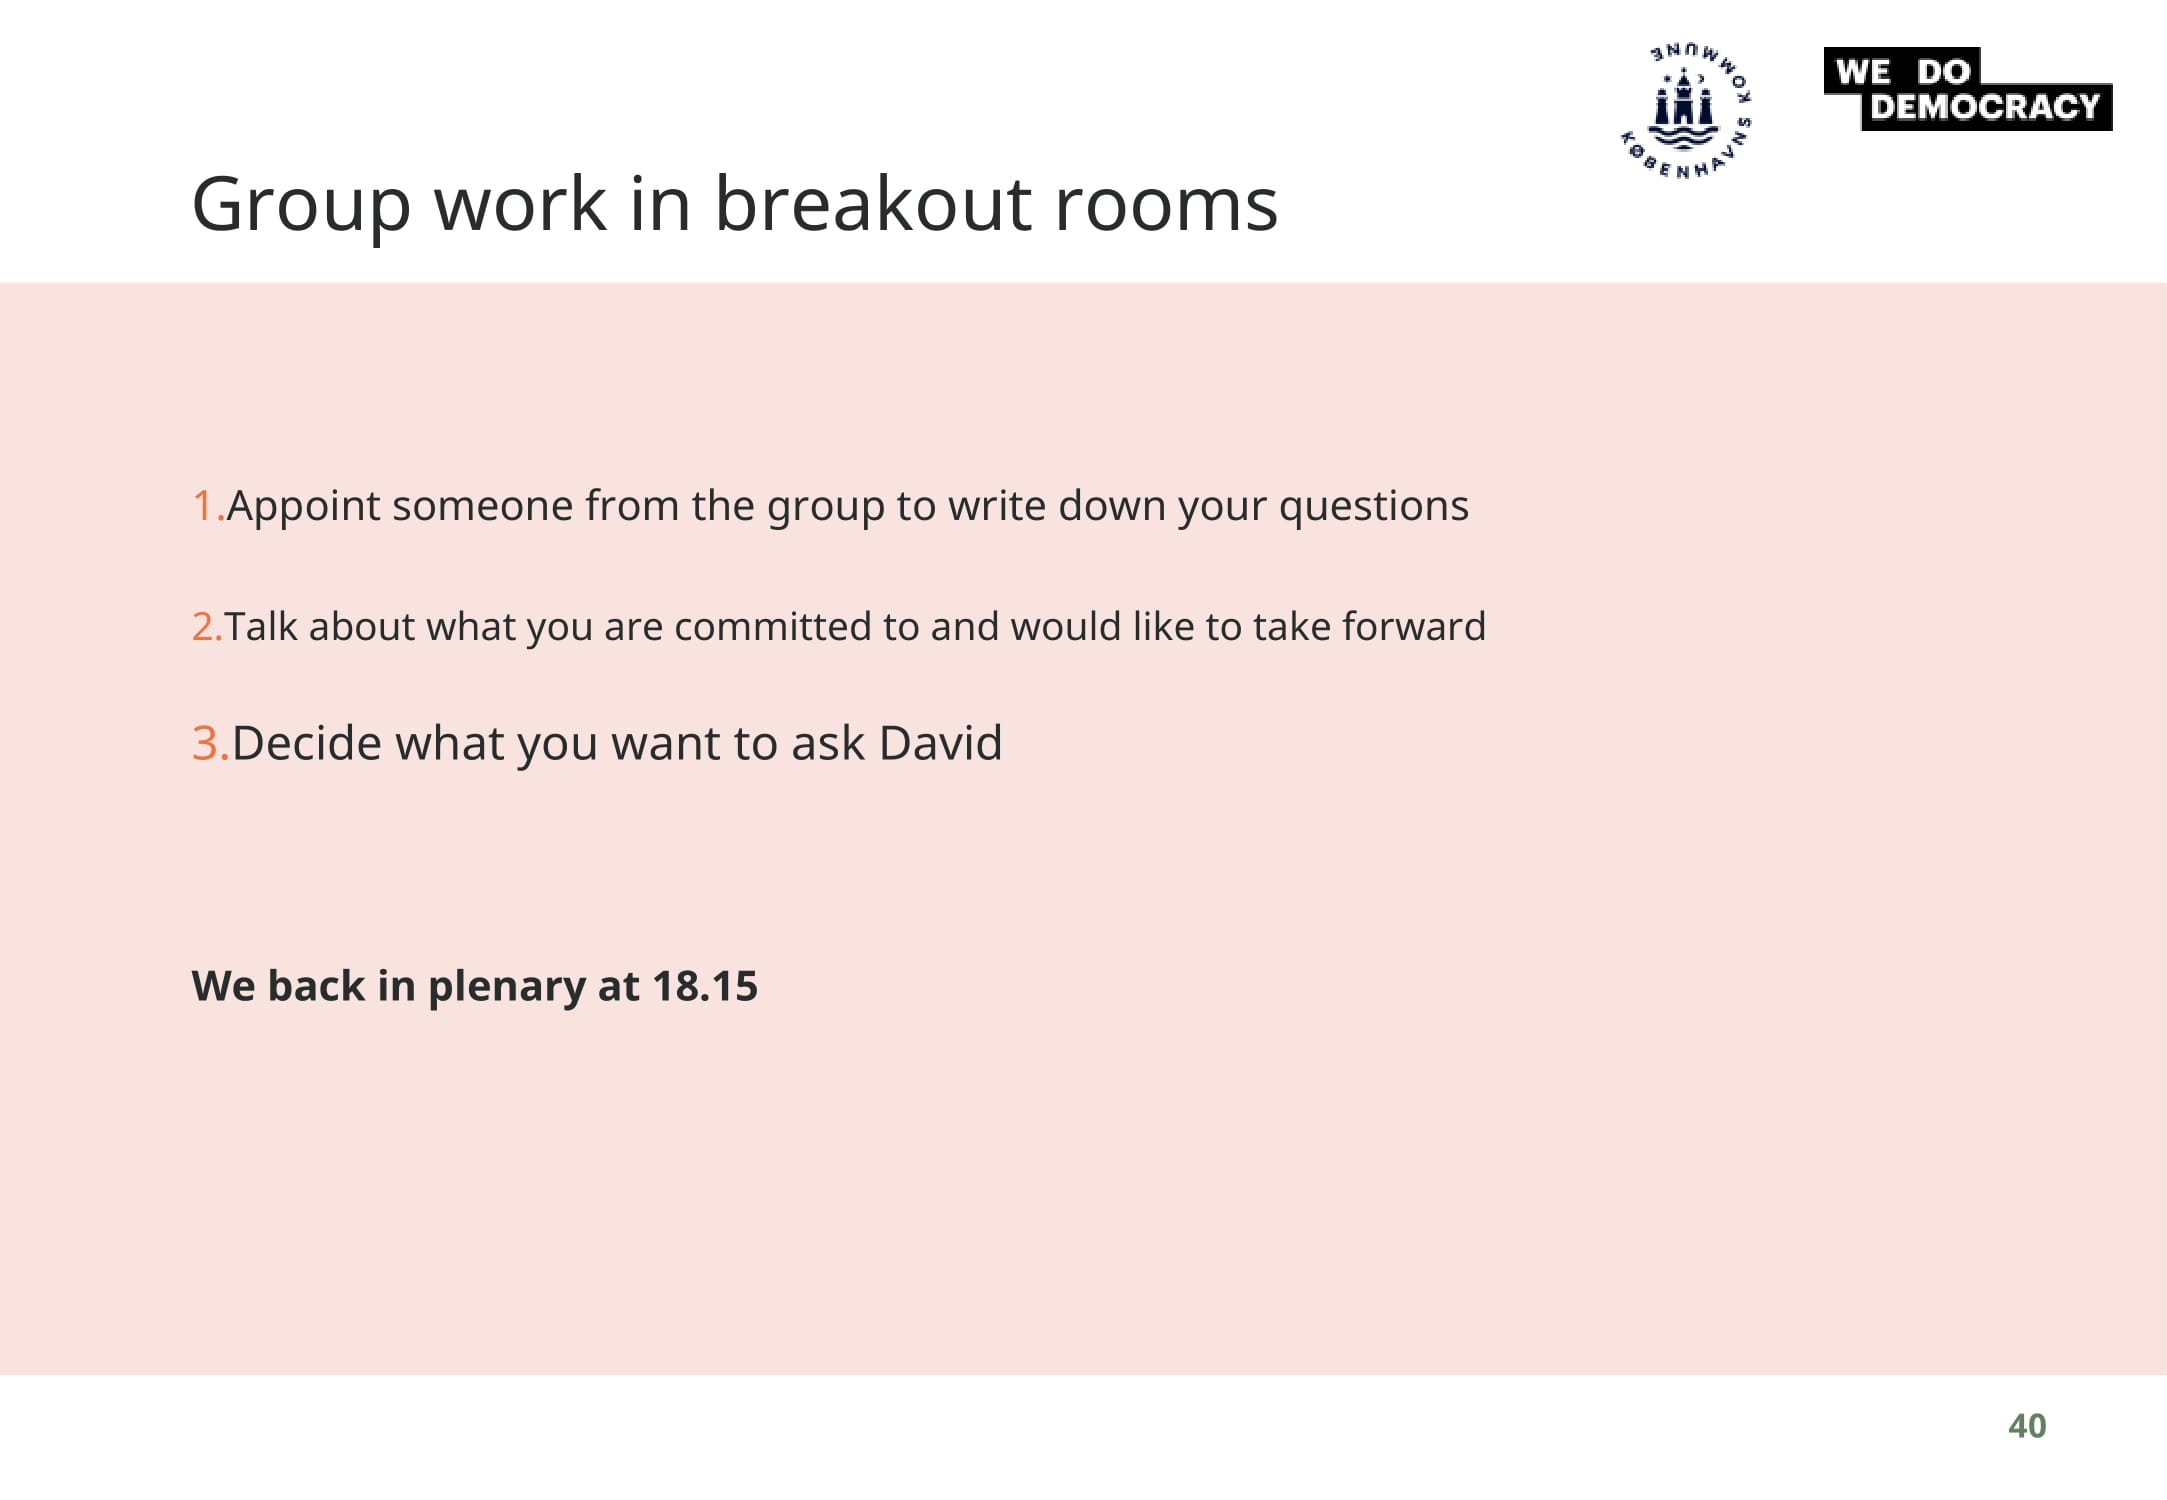 KØBENHAVNS KOMMUNE
WE DO
DEMOCRACY
Group work in breakout rooms
1.Appoint someone from the group to write down your questions
2.Talk about what you are committed to and would like to take forward
3.Decide what you want to ask David
We back in plenary at 18.15
40